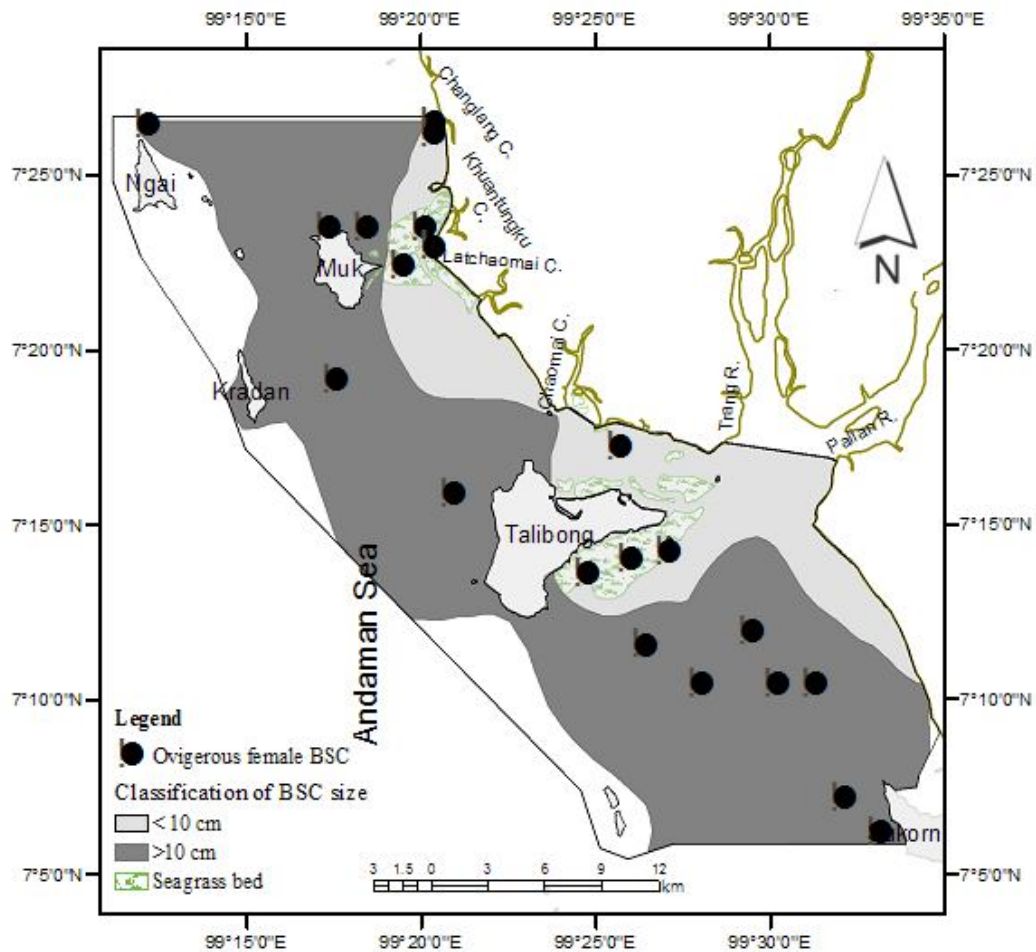 99°15'0"E 99°20'0"E 99°25'0"E 99°30'0"E 99°35'0"E
Changlang C.
7°25'0"N 7°25'0"N
Ngai
Khuantungku
C.
Muk
Latchaomai C.
N
7°20'0"N 7°20'0"N
Kradan
Chaomai C.
Trang R.
Palian R.
7°15'0"N 7°15'0"N
Talibong
Andaman Sea
7°10'0"N 7°10'0"N
Legend
Ovigerous female BSC
Classification of BSC size
< 10 cm
>10 cm
Seagrass bed
3 1.5 0 3 6 9 12
km
7°5'0"N 7°5'0"N
99°15'0"E 99°20'0"E 99°25'0"E 99°30'0"E 99°35'0"E